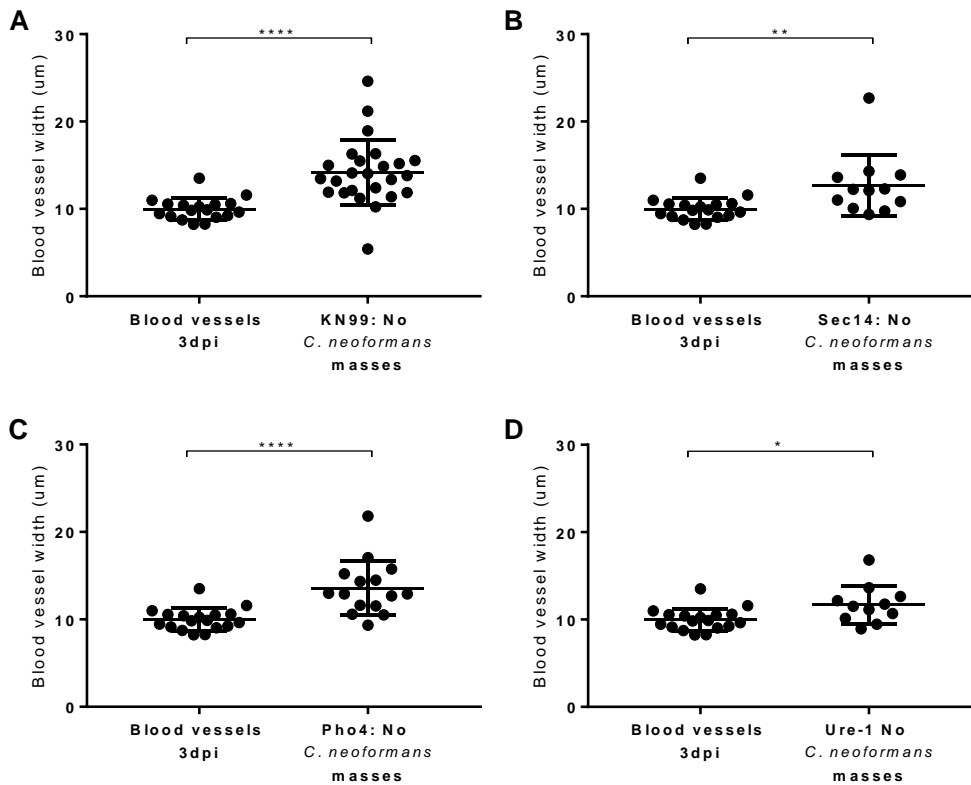 A
****
Blood vessel width (um)
30
20
10
0
Blood vessels
3dpi
KN99: No
C. neoformans
masses
B
**
Blood vessel width (um)
30
20
10
0
Blood vessels
3dpi
Sec14: No
C. neoformans
masses
C
****
Blood vessel width (um)
30
20
10
0
Blood vessels
3dpi
Pho4: No
C. neoformans
masses
D
*
Blood vessel width (um)
30
20
10
0
Blood vessels
3dpi
Ure-1 No
C. neoformans
masses